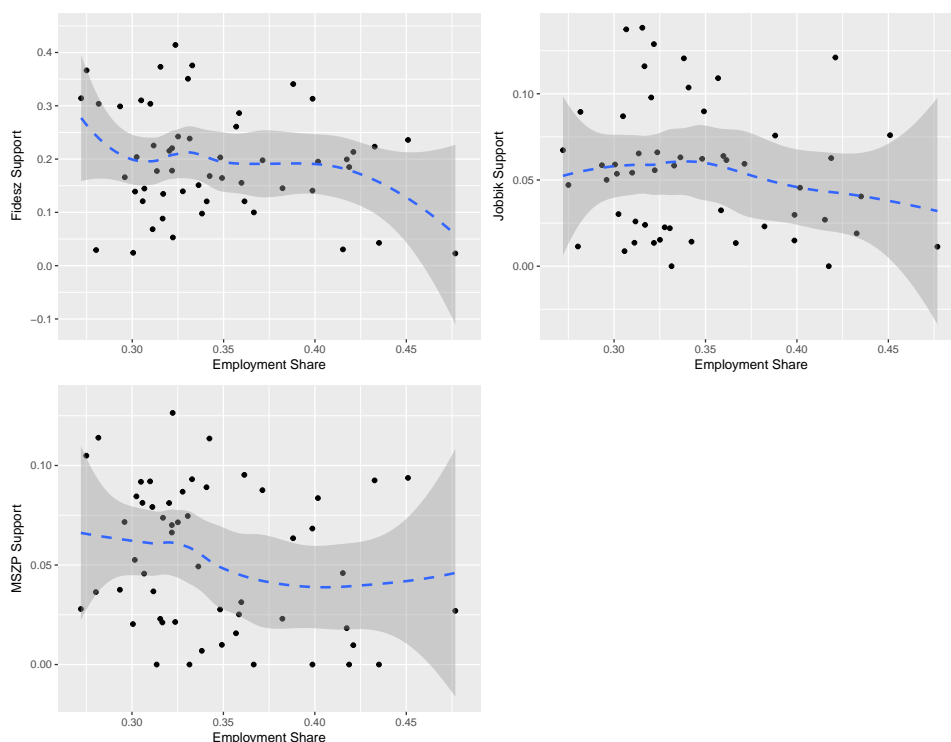 Fidesz Support
0.4
0.3
0.2
0.1
0.0
−0.1
0.30 0.35 0.40 0.45
Employment Share
Jobbik Support
0.10
0.05
0.00
0.30 0.35 0.40 0.45
Employment Share
MSZP Support
0.10
0.05
0.00
0.30 0.35 0.40 0.45
Employment Share